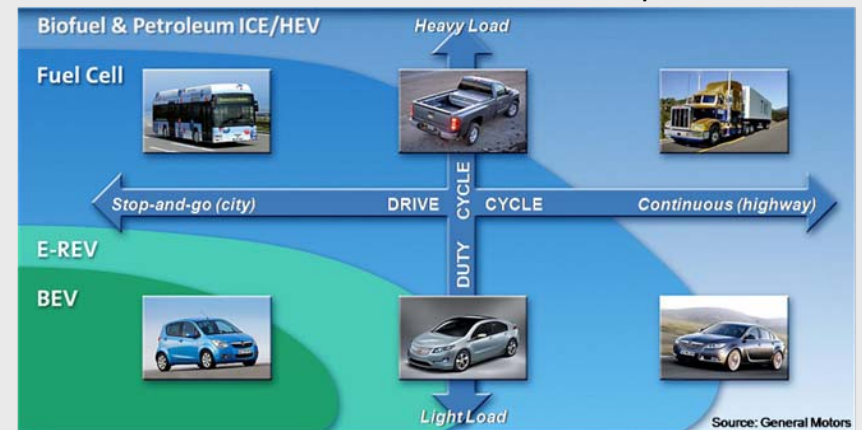 Biofuel & Petroleum ICE/HEV
Heavy Load
Fuel Cell
Stop-and-go (city)
DRIVE CYCLE
Continuous (highway)
DUTY CYCLE
E-REV
BEV
Light Load
Source: General Motors